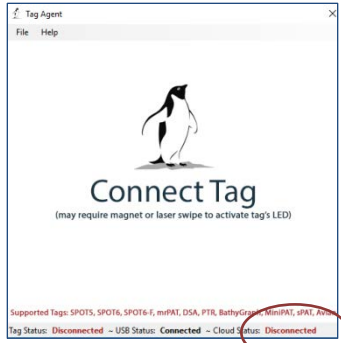 Tag Agent
File Help
Connect Tag
(may require magnet or laser swipe to activate tag's LED)
Supported Tags: SPOT5, SPOT6, SPOT6-F, mrPAT, DSA, PTR, BathyGraph, MiniPAT, sPAT, Avian
Tag Status: Disconnected ~ USB Status: Connected ~ Cloud Status: Disconnected